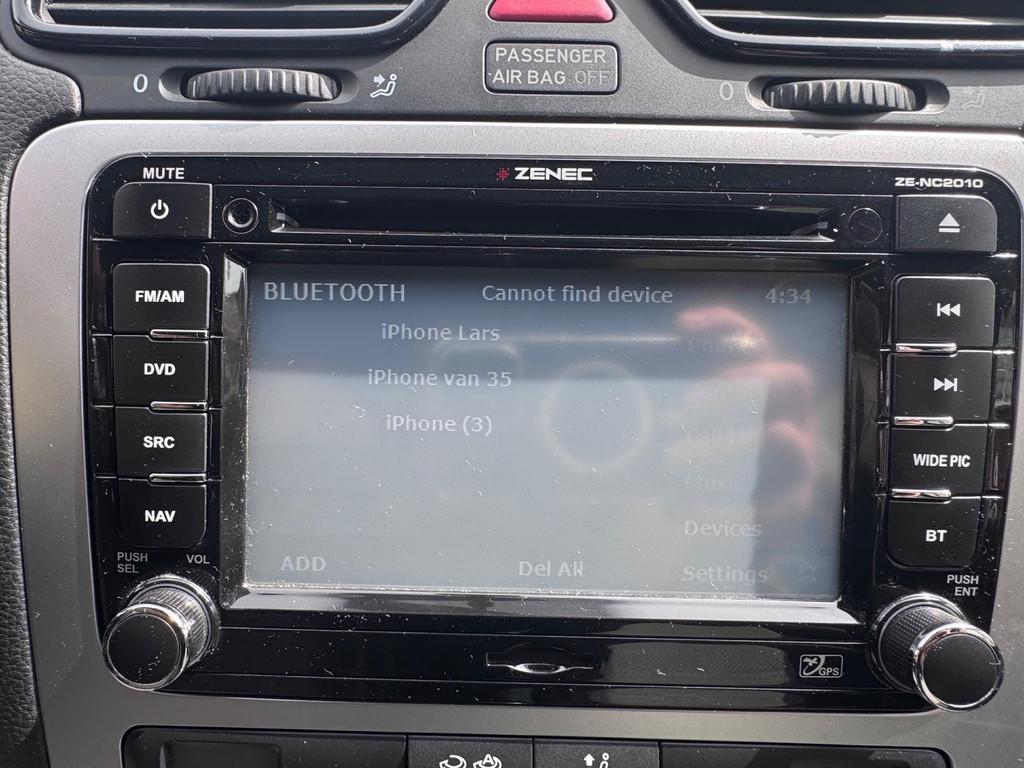 PASSENGER
AIR BAG OFF
0
0
MUTE
ZENEC
ZE-NC2010
FM/AM
DVD
SRC
NAV
PUSH
SEL
VOL
BLUETOOTH Cannot find device 4:34
iPhone Lars
iPhone van 35
iPhone (3)
Music
Devices
ADD Del All Settings
WIDE PIC
BT
PUSH
ENT
GPS